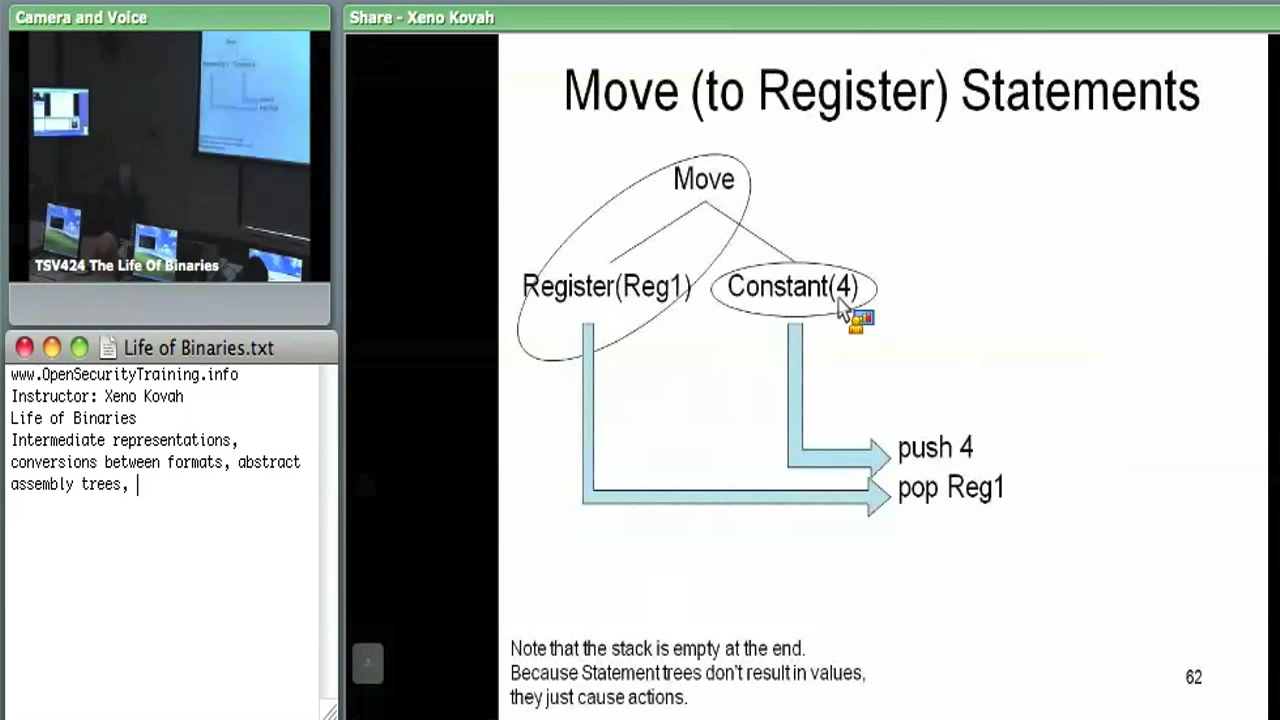 Camera and Voice
Share - Xeno Kovah
TSV424 The Life Of Binaries
Life of Binaries.txt
www.OpenSecurityTraining.info
Instructor: Xeno Kovah
Life of Binaries
Intermediate representations,
conversions between formats, abstract
assembly trees,
Move (to Register) Statements
Move
Register(Reg1)
Constant(4)
push 4
pop Reg1
Note that the stack is empty at the end.
Because Statement trees don't result in values,
they just cause actions.
62